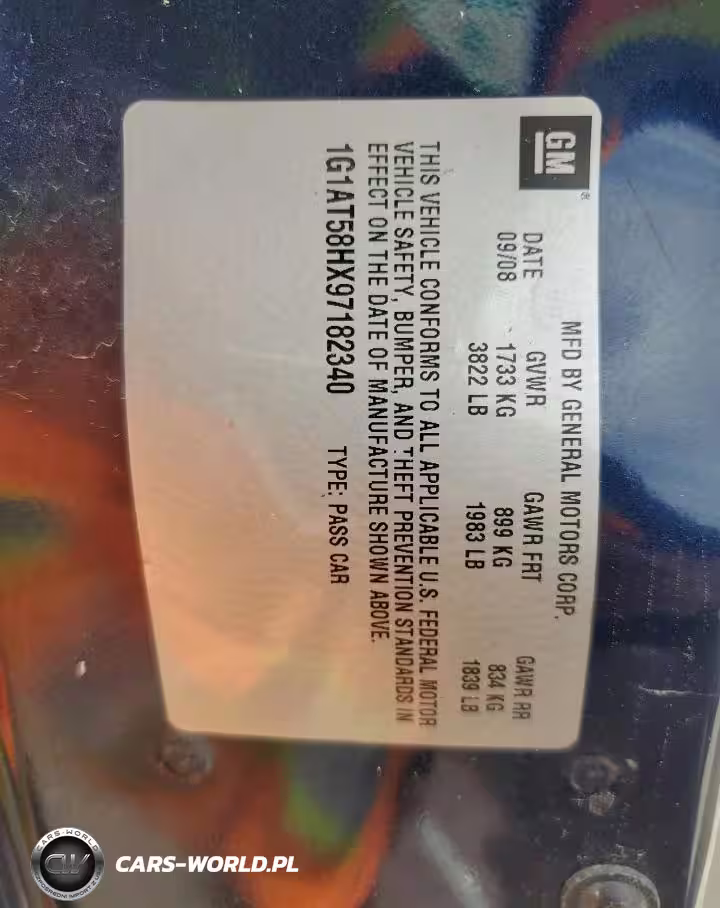 GM®
MFD BY GENERAL MOTORS CORP.
DATE GVWR GAWR FRT GAWR RR
09/08 1733 KG 899 KG 834 KG
3822 LB 1983 LB 1839 LB
THIS VEHICLE CONFORMS TO ALL APPLICABLE U.S. FEDERAL MOTOR
VEHICLE SAFETY, BUMPER, AND THEFT PREVENTION STANDARDS IN
EFFECT ON THE DATE OF MANUFACTURE SHOWN ABOVE.
1G1AT58HX97182340 TYPE: PASS CAR
CARS-WORLD
CW
CARS-WORLD.PL